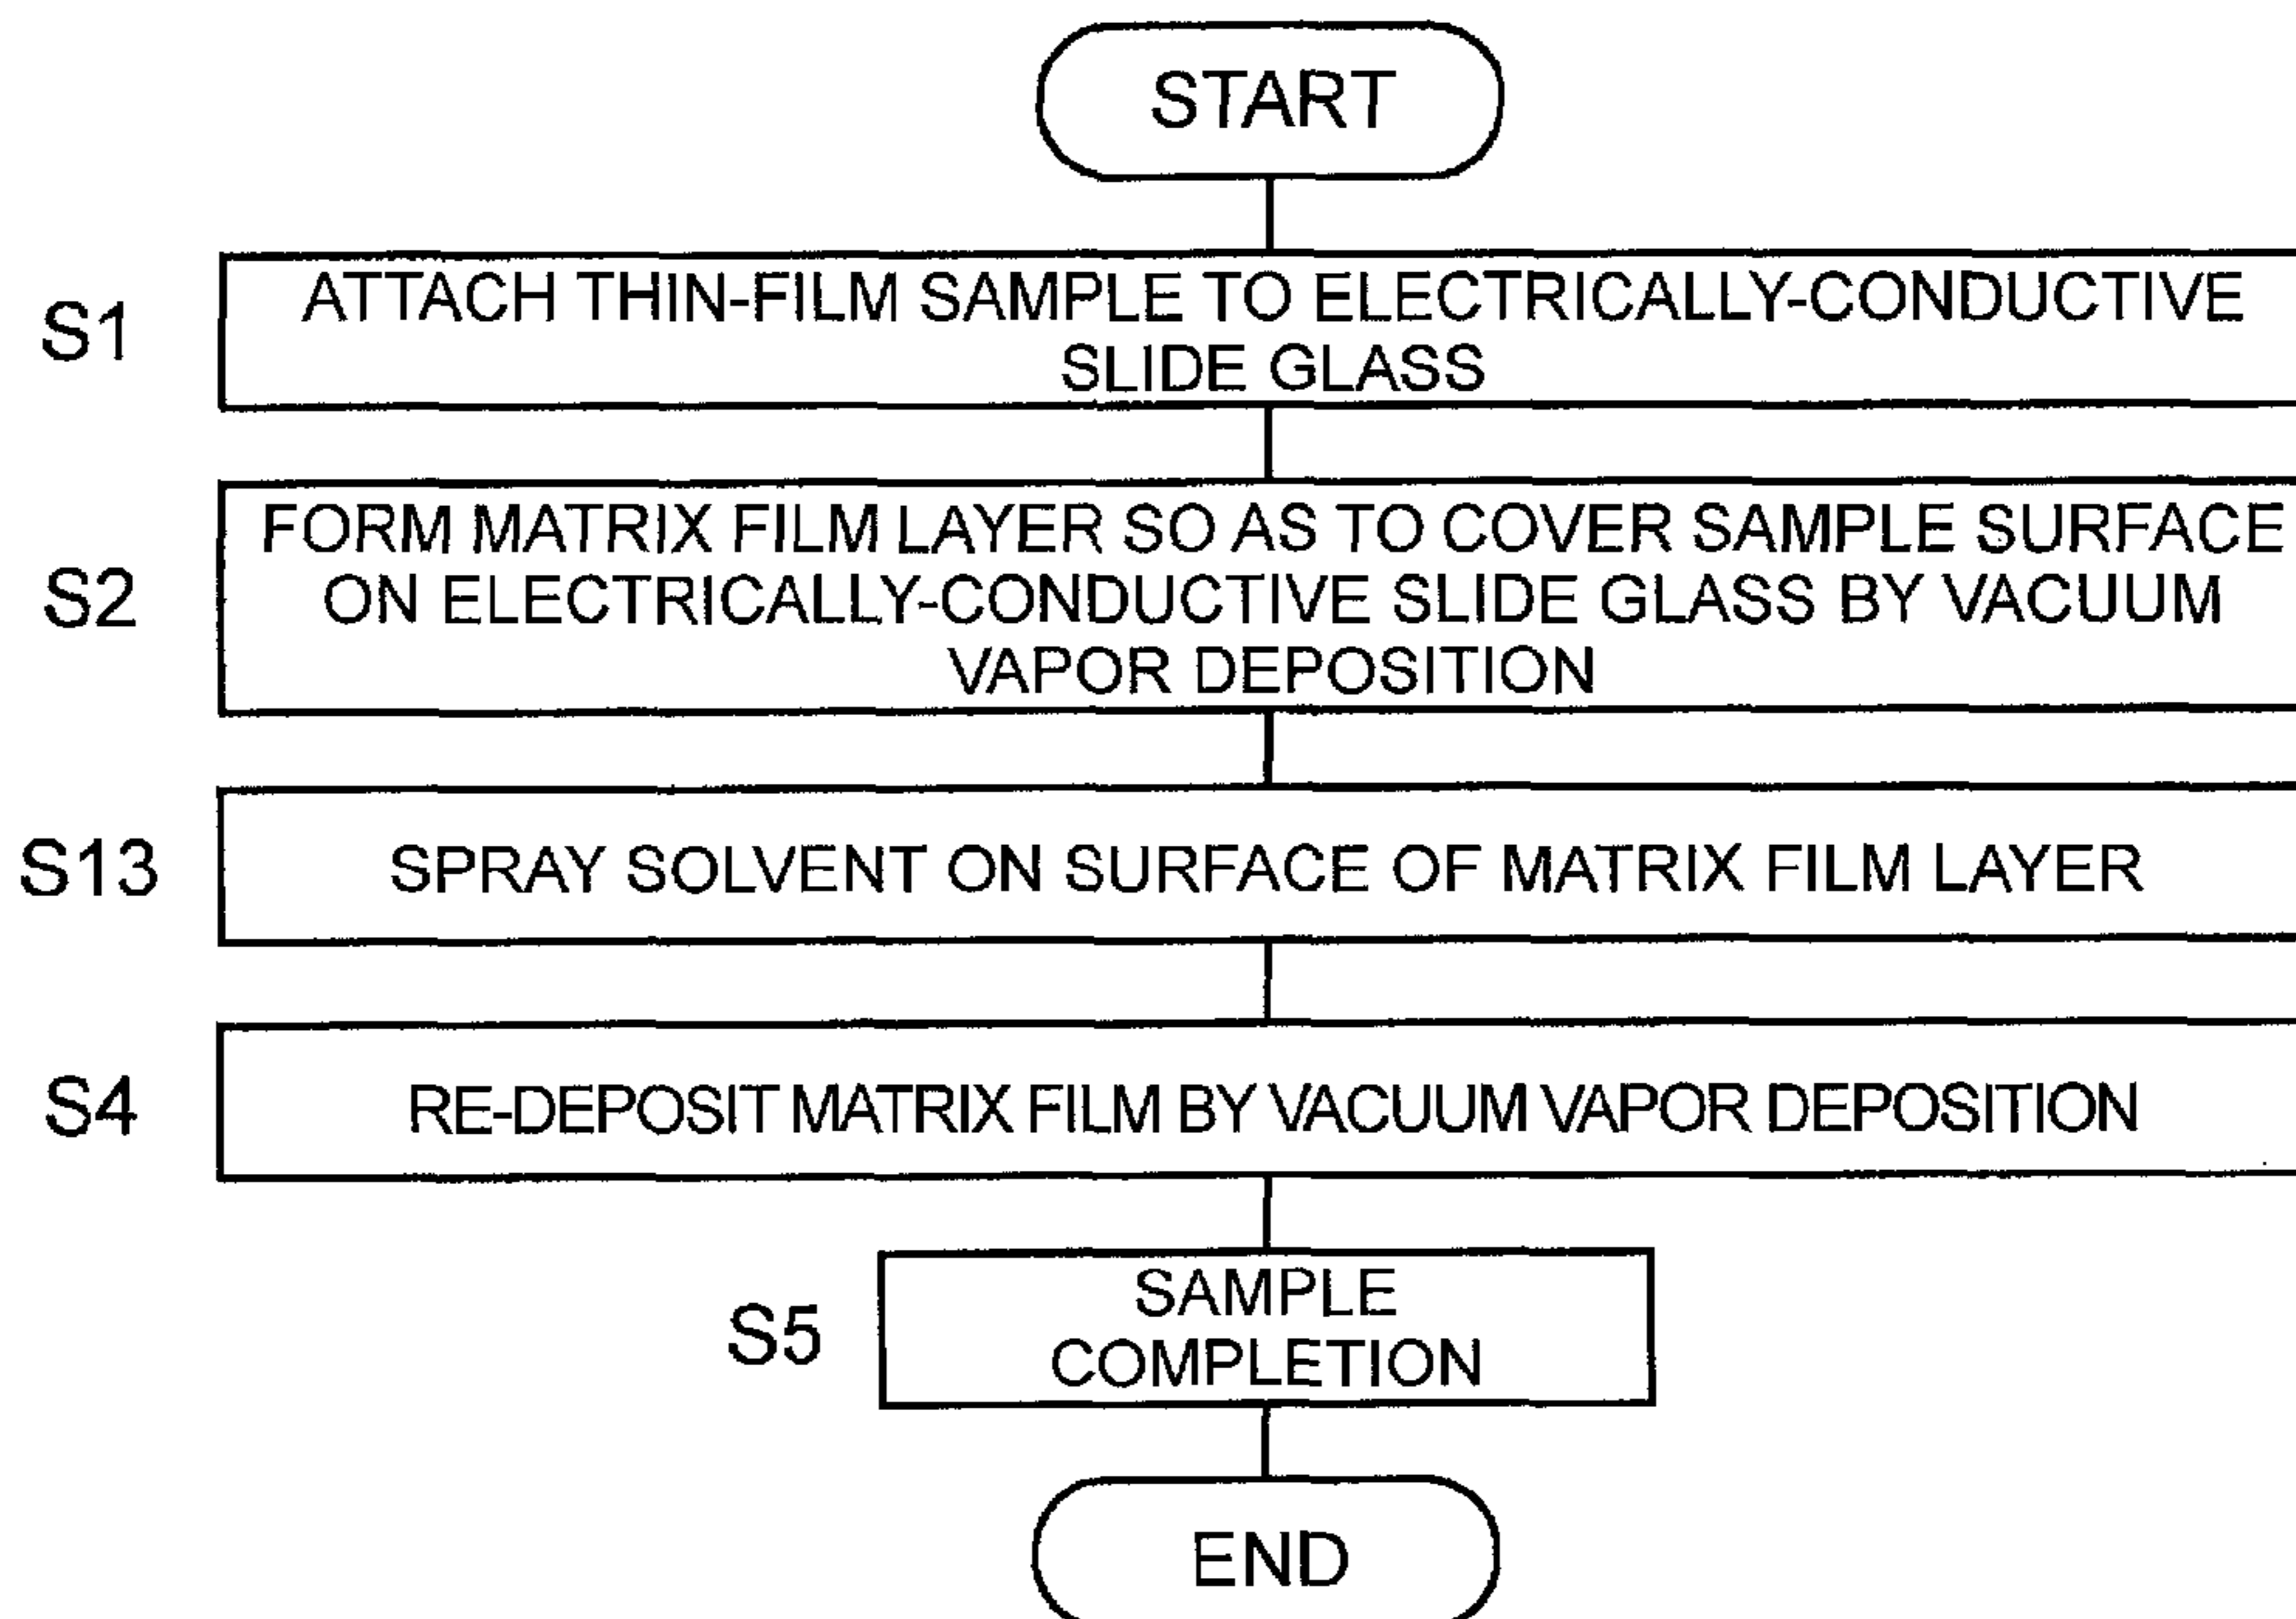 START
S1
ATTACH THIN-FILM SAMPLE TO ELECTRICALLY-CONDUCTIVE
SLIDE GLASS
S2
FORM MATRIX FILM LAYER SO AS TO COVER SAMPLE SURFACE
ON ELECTRICALLY-CONDUCTIVE SLIDE GLASS BY VACUUM
VAPOR DEPOSITION
S13
SPRAY SOLVENT ON SURFACE OF MATRIX FILM LAYER
S4
RE-DEPOSIT MATRIX FILM BY VACUUM VAPOR DEPOSITION
S5
SAMPLE
COMPLETION
END